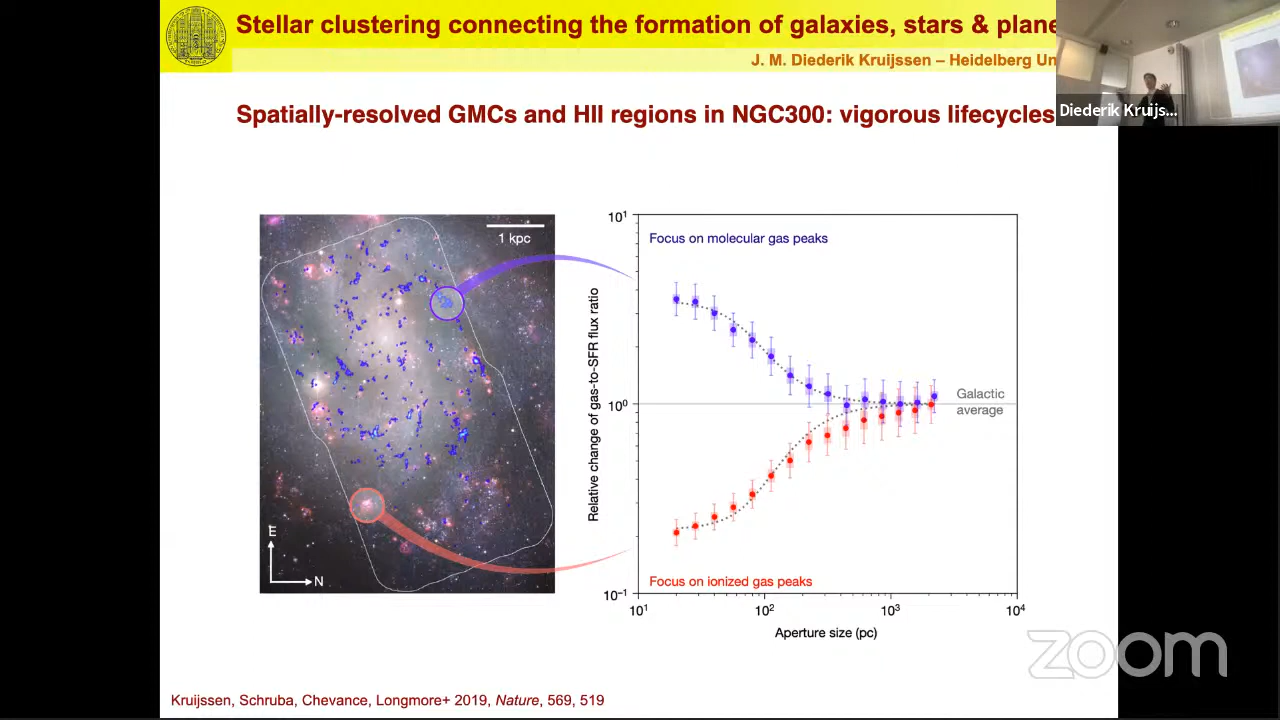 Stellar clustering connecting the formation of galaxies, stars & plane
J. M. Diederik Kruijssen – Heidelberg Un
Diederik Kruijs...
Spatially-resolved GMCs and HII regions in NGC300: vigorous lifecycles
1 kpc
E
N
Relative change of gas-to-SFR flux ratio
10¹
10⁰
10⁻¹
Focus on molecular gas peaks
Galactic
average
Focus on ionized gas peaks
10¹
10²
10³
10⁴
Aperture size (pc)
zoom
Kruijssen, Schruba, Chevance, Longmore+ 2019, Nature, 569, 519